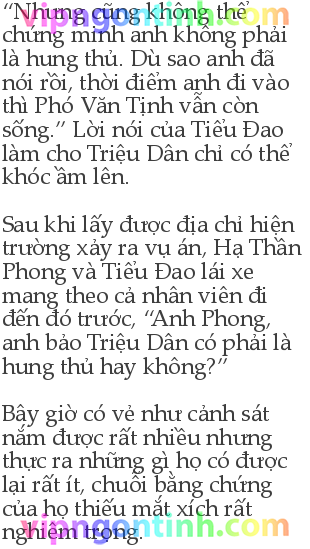 “Nhưng cũng không thể
chứng minh anh không phải
là hung thủ. Dù sao anh đã
nói rồi, thời điểm anh đi vào
thì Phó Văn Tịnh vẫn còn
sống.” Lời nói của Tiểu Đao
làm cho Triệu Dân chỉ có thể
khóc ầm lên.
Sau khi lấy được địa chỉ hiện
trường xảy ra vụ án, Hạ Thần
Phong và Tiểu Đao lái xe
mang theo cả nhân viên đi
đến đó trước, “Anh Phong,
anh bảo Triệu Dân có phải là
hung thủ hay không?”
Bây giờ có vẻ như cảnh sát
nắm được rất nhiều nhưng
thực ra những gì họ có được
lại rất ít, chuỗi bằng chứng
của họ thiếu mắt xích rất
nghiêm trọng.
vipngontinh.com
vipngontinh.com